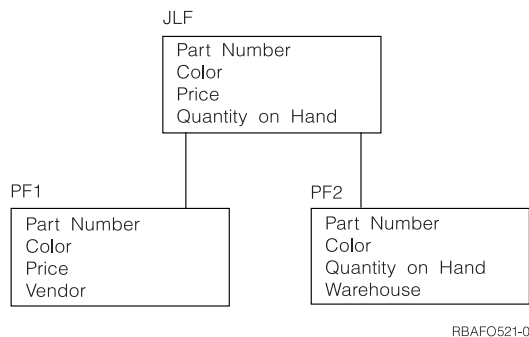 JLF
Part Number
Color
Price
Quantity on Hand
PF1
Part Number
Color
Price
Vendor
PF2
Part Number
Color
Quantity on Hand
Warehouse
RBAFO521-0